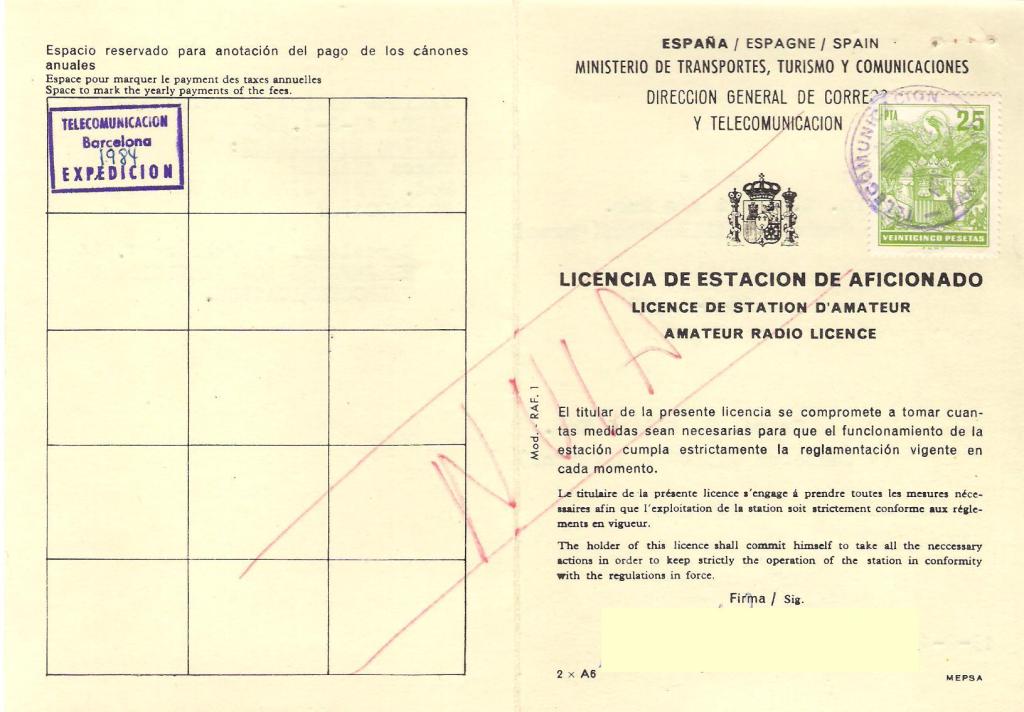 Espacio reservado para anotación del pago de los cánones
anuales
Espace pour marquer le payment des taxes annuelles
Space to mark the yearly payments of the fees.
TELECOMUNICACION
Barcelona
1984
EXPEDICION
ESPAÑA / ESPAGNE / SPAIN
MINISTERIO DE TRANSPORTES, TURISMO Y COMUNICACIONES
DIRECCION GENERAL DE CORREOS
Y TELECOMUNICACION
TELECOMUNICACION
PTA 25
VEINTICINCO PESETAS
LICENCIA DE ESTACION DE AFICIONADO
LICENCE DE STATION D'AMATEUR
AMATEUR RADIO LICENCE
NULA
Mod. - RAF. 1
El titular de la presente licencia se compromete a tomar cuan-
tas medidas sean necesarias para que el funcionamiento de la
estación cumpla estrictamente la reglamentación vigente en
cada momento.
Le titulaire de la présente licence s'engage á prendre toutes les mesures néce-
ssaires afin que l'exploitation de la station soit strictement conforme aux régle-
ments en vigueur.
The holder of this licence shall commit himself to take all the neccessary
actions in order to keep strictly the operation of the station in conformity
with the regulations in force.
Firma / Sig.
2 × A6
MEPSA